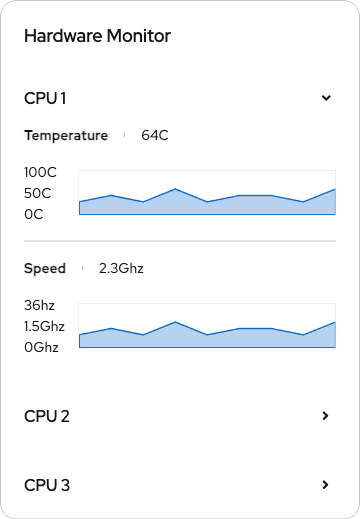 Hardware Monitor
CPU 1
Temperature 64C
100C
50C
0C
Speed 2.3Ghz
36hz
1.5Ghz
0Ghz
CPU 2
CPU 3